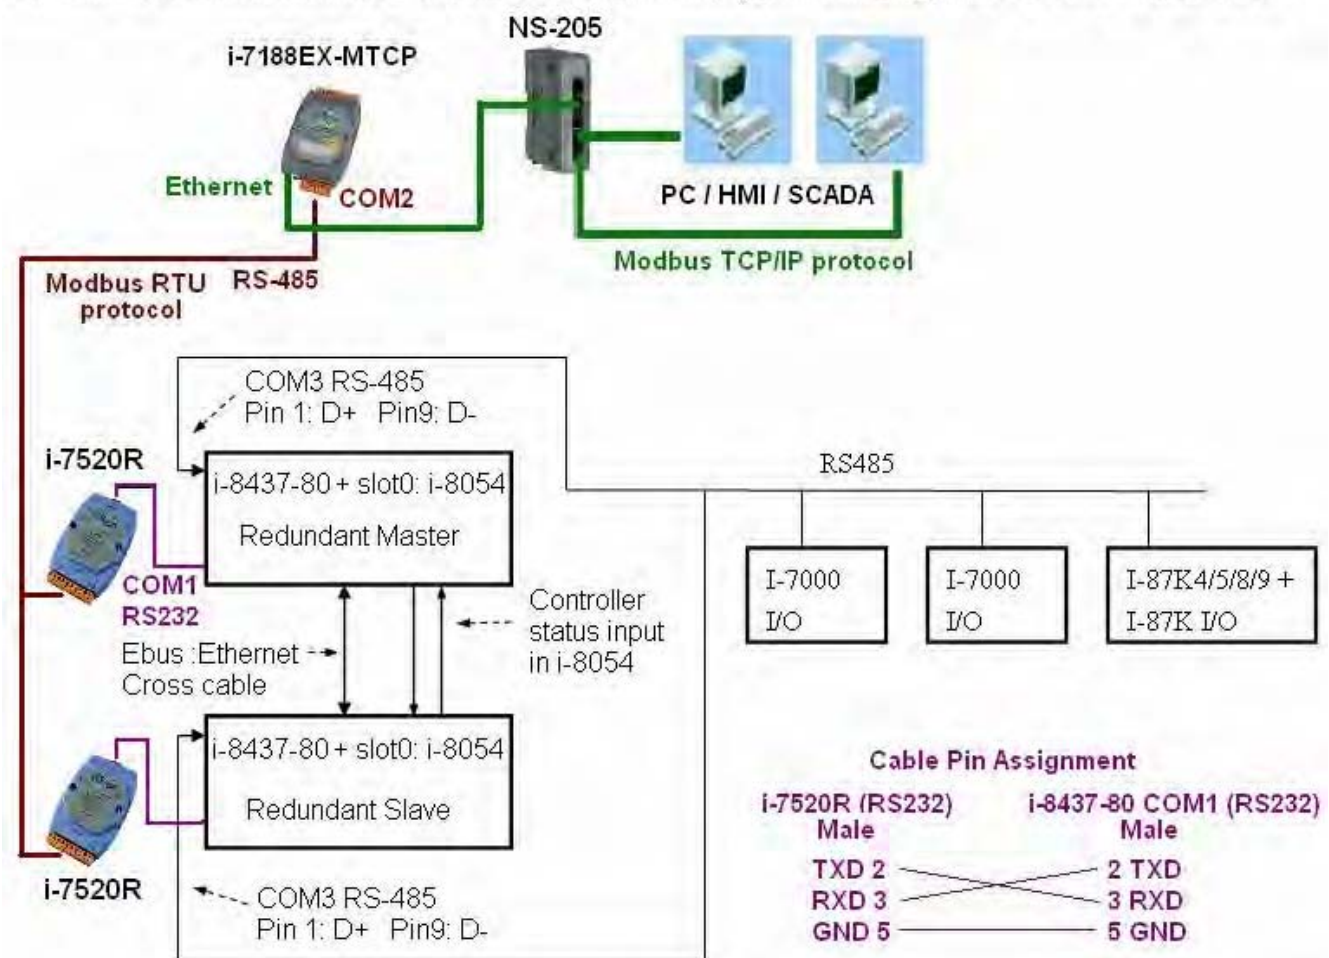 NS-205
i-7188EX-MTCP
Ethernet
COM2
PC / HMI / SCADA
Modbus TCP/IP protocol
Modbus RTU
protocol
RS-485
COM3 RS-485
Pin 1: D+ Pin9: D-
i-7520R
i-8437-80 + slot0: i-8054
Redundant Master
COM1
RS232
RS485
I-7000
I/O
I-7000
I/O
I-87K4/5/8/9 +
I-87K I/O
Controller
status input
in i-8054
Ebus :Ethernet
Cross cable
i-8437-80 + slot0: i-8054
Redundant Slave
i-7520R
COM3 RS-485
Pin 1: D+ Pin9: D-
Cable Pin Assignment
i-7520R (RS232)
Male
i-8437-80 COM1 (RS232)
Male
TXD 2
2 TXD
RXD 3
3 RXD
GND 5
5 GND